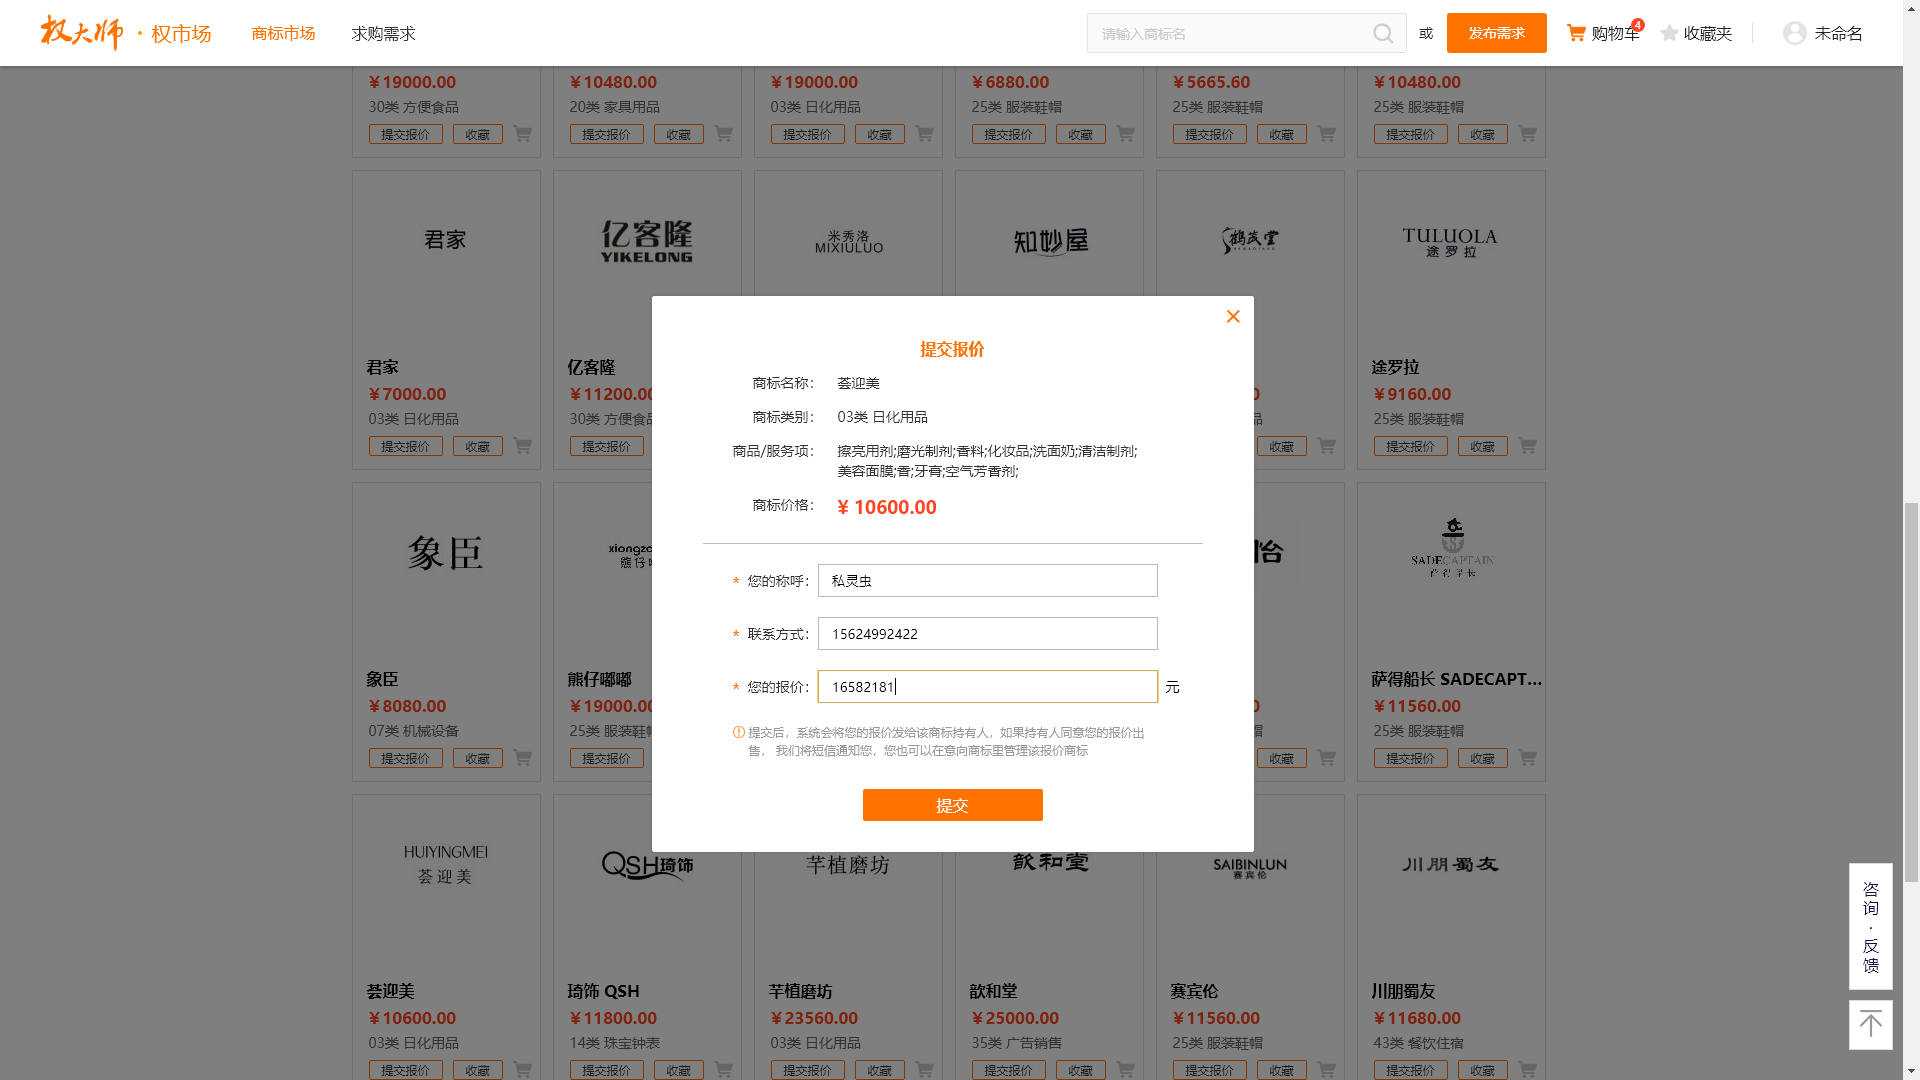 权大师 · 权市场 商标市场 求购需求 请输入商标名 或 发布需求 购物车 4 收藏夹 未命名
￥19000.00 ￥10480.00 ￥19000.00 ￥6880.00 ￥5665.60 ￥10480.00
30类 方便食品 20类 家具用品 03类 日化用品 25类 服装鞋帽 25类 服装鞋帽 25类 服装鞋帽
提交报价 收藏 提交报价 收藏 提交报价 收藏 提交报价 收藏 提交报价 收藏 提交报价 收藏
君家 亿客隆 米秀洛 知妙屋 鹤茂堂 TULUOLA
YIKELONG MIXIULUO 途罗拉
君家 亿客隆 途罗拉
￥7000.00 ￥11200.00 0 ￥9160.00
03类 日化用品 30类 方便食品 品 25类 服装鞋帽
提交报价 收藏 提交报价 收藏 提交报价 收藏
提交报价
商标名称： 荟迎美
商标类别： 03类 日化用品
商品/服务项： 擦亮用剂;磨光制剂;香料;化妆品;洗面奶;清洁制剂;
美容面膜;香;牙膏;空气芳香剂;
商标价格： ￥10600.00
* 您的称呼： 私灵虫
* 联系方式： 15624992422
* 您的报价： 16582181 元
提交后，系统会将您的报价发给该商标持有人，如果持有人同意您的报价出
售， 我们将短信通知您，您也可以在意向商标里管理该报价商标
提交
象臣 xiongzo 怡 SADECAPTAIN
熊仔 萨得船长
象臣 熊仔嘟嘟 萨得船长 SADECAPT...
￥8080.00 ￥19000.00 0 ￥11560.00
07类 机械设备 25类 服装鞋帽 帽 25类 服装鞋帽
提交报价 收藏 提交报价 收藏 提交报价 收藏
HUIYINGMEI QSH琦饰 芊植磨坊 歆和堂 SAIBINLUN 川朋蜀友
荟迎美 赛宾伦
荟迎美 琦饰 QSH 芊植磨坊 歆和堂 赛宾伦 川朋蜀友
￥10600.00 ￥11800.00 ￥23560.00 ￥25000.00 ￥11560.00 ￥11680.00
03类 日化用品 14类 珠宝钟表 03类 日化用品 35类 广告销售 25类 服装鞋帽 43类 餐饮住宿
提交报价 收藏 提交报价 收藏 提交报价 收藏 提交报价 收藏 提交报价 收藏 提交报价 收藏
咨
询
·
反
馈